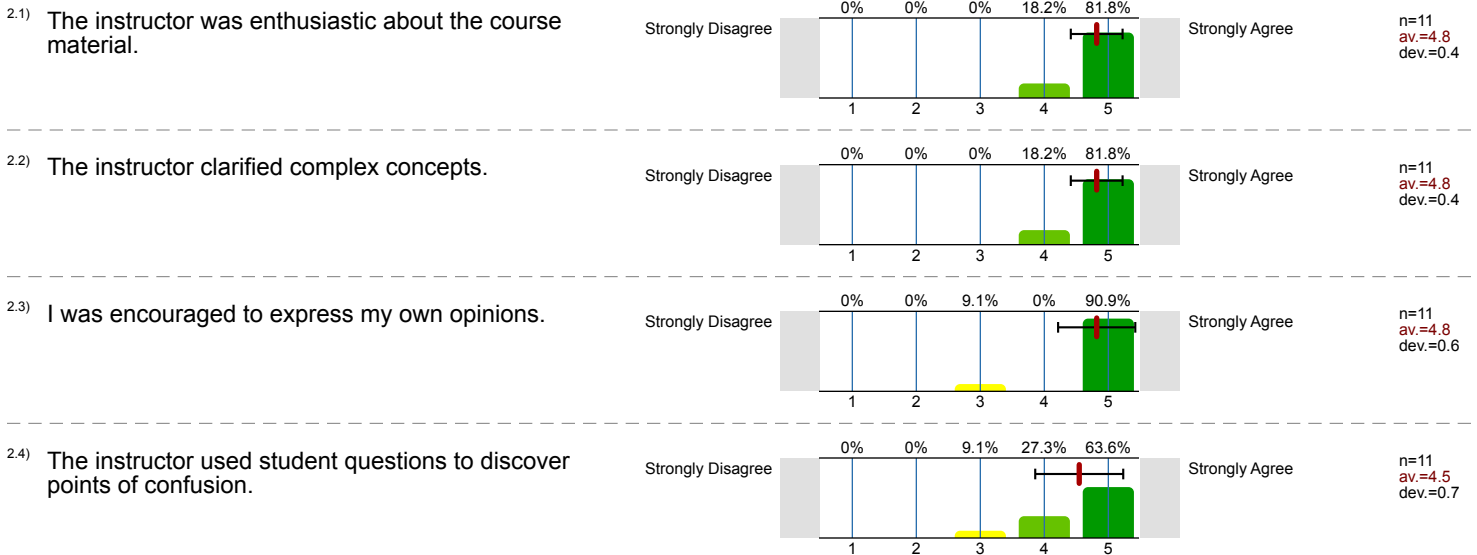 2.1) The instructor was enthusiastic about the course
material.
0% 0% 0% 18.2% 81.8%
Strongly Disagree Strongly Agree
1 2 3 4 5
n=11
av.=4.8
dev.=0.4
2.2) The instructor clarified complex concepts.
0% 0% 0% 18.2% 81.8%
Strongly Disagree Strongly Agree
1 2 3 4 5
n=11
av.=4.8
dev.=0.4
2.3) I was encouraged to express my own opinions.
0% 0% 9.1% 0% 90.9%
Strongly Disagree Strongly Agree
1 2 3 4 5
n=11
av.=4.8
dev.=0.6
2.4) The instructor used student questions to discover
points of confusion.
0% 0% 9.1% 27.3% 63.6%
Strongly Disagree Strongly Agree
1 2 3 4 5
n=11
av.=4.5
dev.=0.7